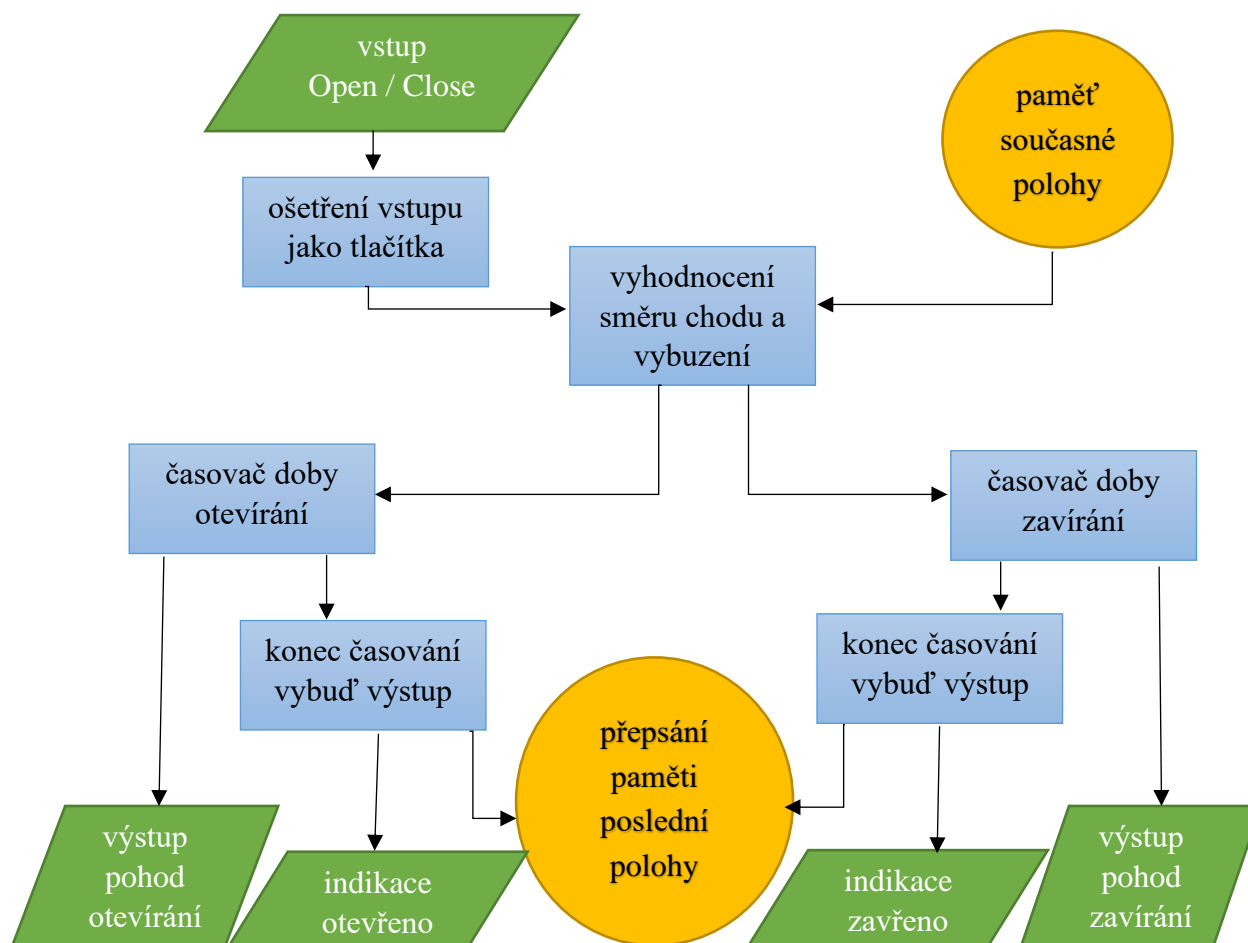 vstup
Open / Close
paměť
současné
polohy
ošetření vstupu
jako tlačítka
vyhodnocení
směru chodu a
vybuzení
časovač doby
otevírání
časovač doby
zavírání
konec časování
vybuď výstup
konec časování
vybuď výstup
přepsání
paměti
poslední
polohy
výstup
pohod
otevírání
indikace
otevřeno
indikace
zavřeno
výstup
pohod
zavírání